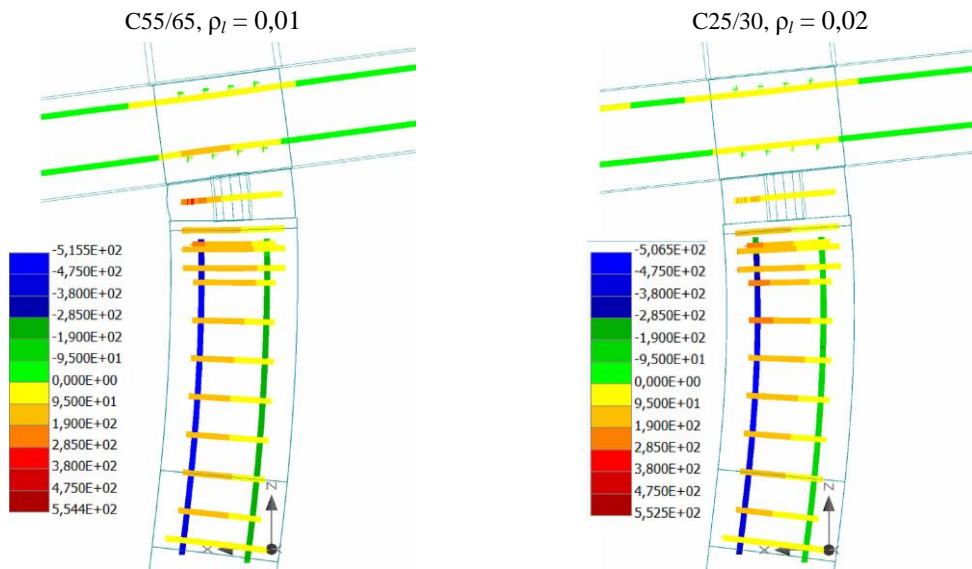 C55/65, ρl = 0,01
C25/30, ρl = 0,02
-5,155E+02
-4,750E+02
-3,800E+02
-2,850E+02
-1,900E+02
-9,500E+01
0,000E+00
9,500E+01
1,900E+02
2,850E+02
3,800E+02
4,750E+02
5,544E+02
X
Z
-5,065E+02
-4,750E+02
-3,800E+02
-2,850E+02
-1,900E+02
-9,500E+01
0,000E+00
9,500E+01
1,900E+02
2,850E+02
3,800E+02
4,750E+02
5,525E+02
X
Z